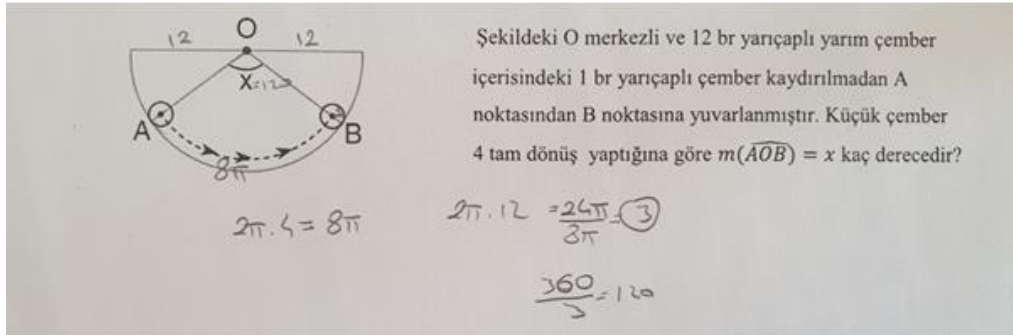 12 O 12
X=120
A B
8π
Şekildeki O merkezli ve 12 br yarıçaplı yarım çember
içerisindeki 1 br yarıçaplı çember kaydırılmadan A
noktasından B noktasına yuvarlanmıştır. Küçük çember
4 tam dönüş yaptığına göre m(AOB) = x kaç derecedir?
2π.4=8π
2π.12 = 24π/8π = 3
360/3 = 120